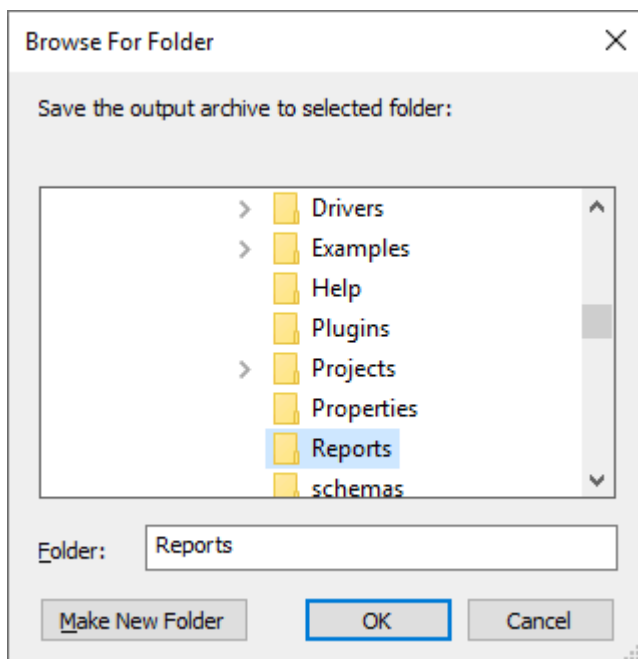 Browse For Folder
Save the output archive to selected folder:
Drivers
Examples
Help
Plugins
Projects
Properties
Reports
schemas
Folder: Reports
Make New Folder OK Cancel